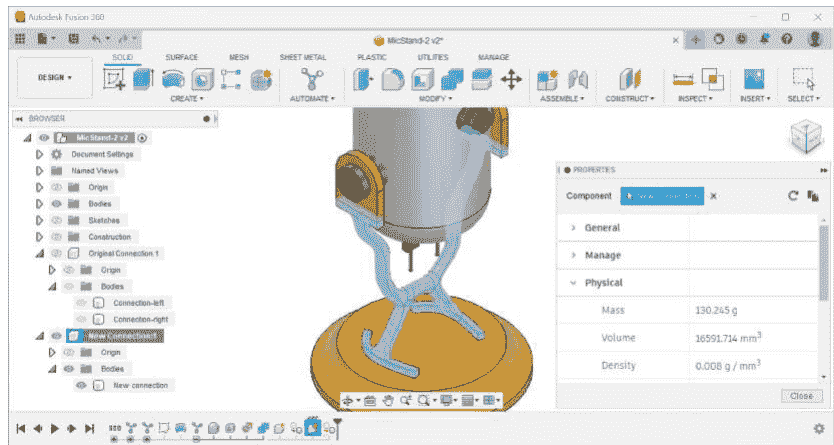 Autodesk Fusion 360
MicStand-2 v2*
SOLID SURFACE MESH SHEET METAL PLASTIC UTILITIES MANAGE
DESIGN
CREATE AUTOMATE MODIFY ASSEMBLE CONSTRUCT INSPECT INSERT SELECT
BROWSER
MicStand-2 v2
Document Settings
Named Views
Origin
Bodies
Sketches
Construction
Original Connection 1
Origin
Bodies
Connection-left
Connection-right
Origin
Bodies
New connection
PROPERTIES
Component
General
Manage
Physical
Mass 130.245 g
Volume 16591.714 mm³
Density 0.008 g / mm³
Close